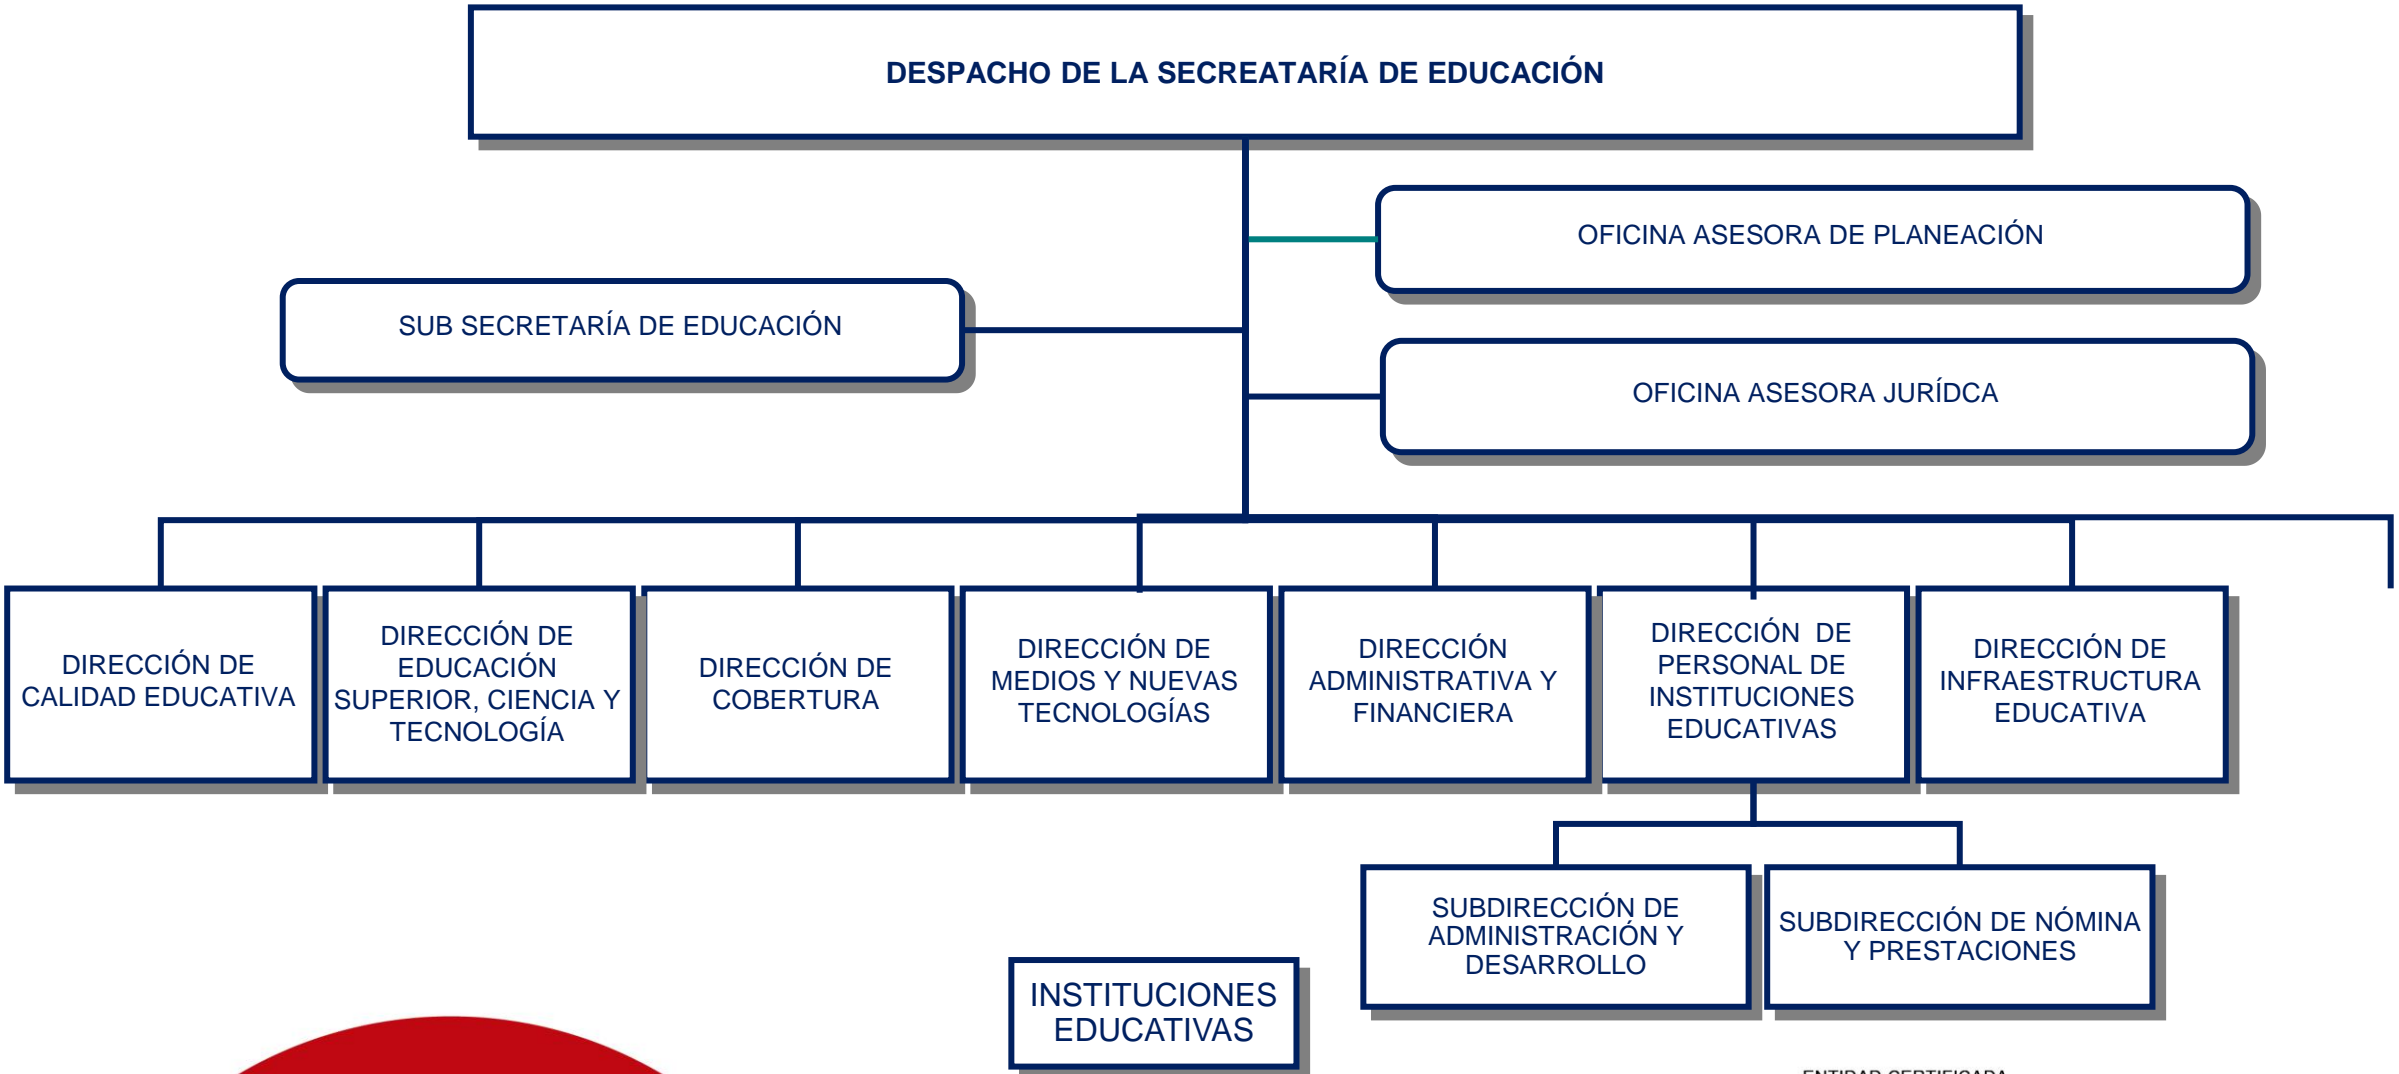 DESPACHO DE LA SECREATARÍA DE EDUCACIÓN
OFICINA ASESORA DE PLANEACIÓN
SUB SECRETARÍA DE EDUCACIÓN
OFICINA ASESORA JURÍDCA
DIRECCIÓN DE
CALIDAD EDUCATIVA
DIRECCIÓN DE
EDUCACIÓN
SUPERIOR, CIENCIA Y
TECNOLOGÍA
DIRECCIÓN DE
COBERTURA
DIRECCIÓN DE
MEDIOS Y NUEVAS
TECNOLOGÍAS
DIRECCIÓN
ADMINISTRATIVA Y
FINANCIERA
DIRECCIÓN DE
PERSONAL DE
INSTITUCIONES
EDUCATIVAS
DIRECCIÓN DE
INFRAESTRUCTURA
EDUCATIVA
SUBDIRECCIÓN DE
ADMINISTRACIÓN Y
DESARROLLO
SUBDIRECCIÓN DE NÓMINA
Y PRESTACIONES
INSTITUCIONES
EDUCATIVAS
ENTIDAD CERTIFICADA